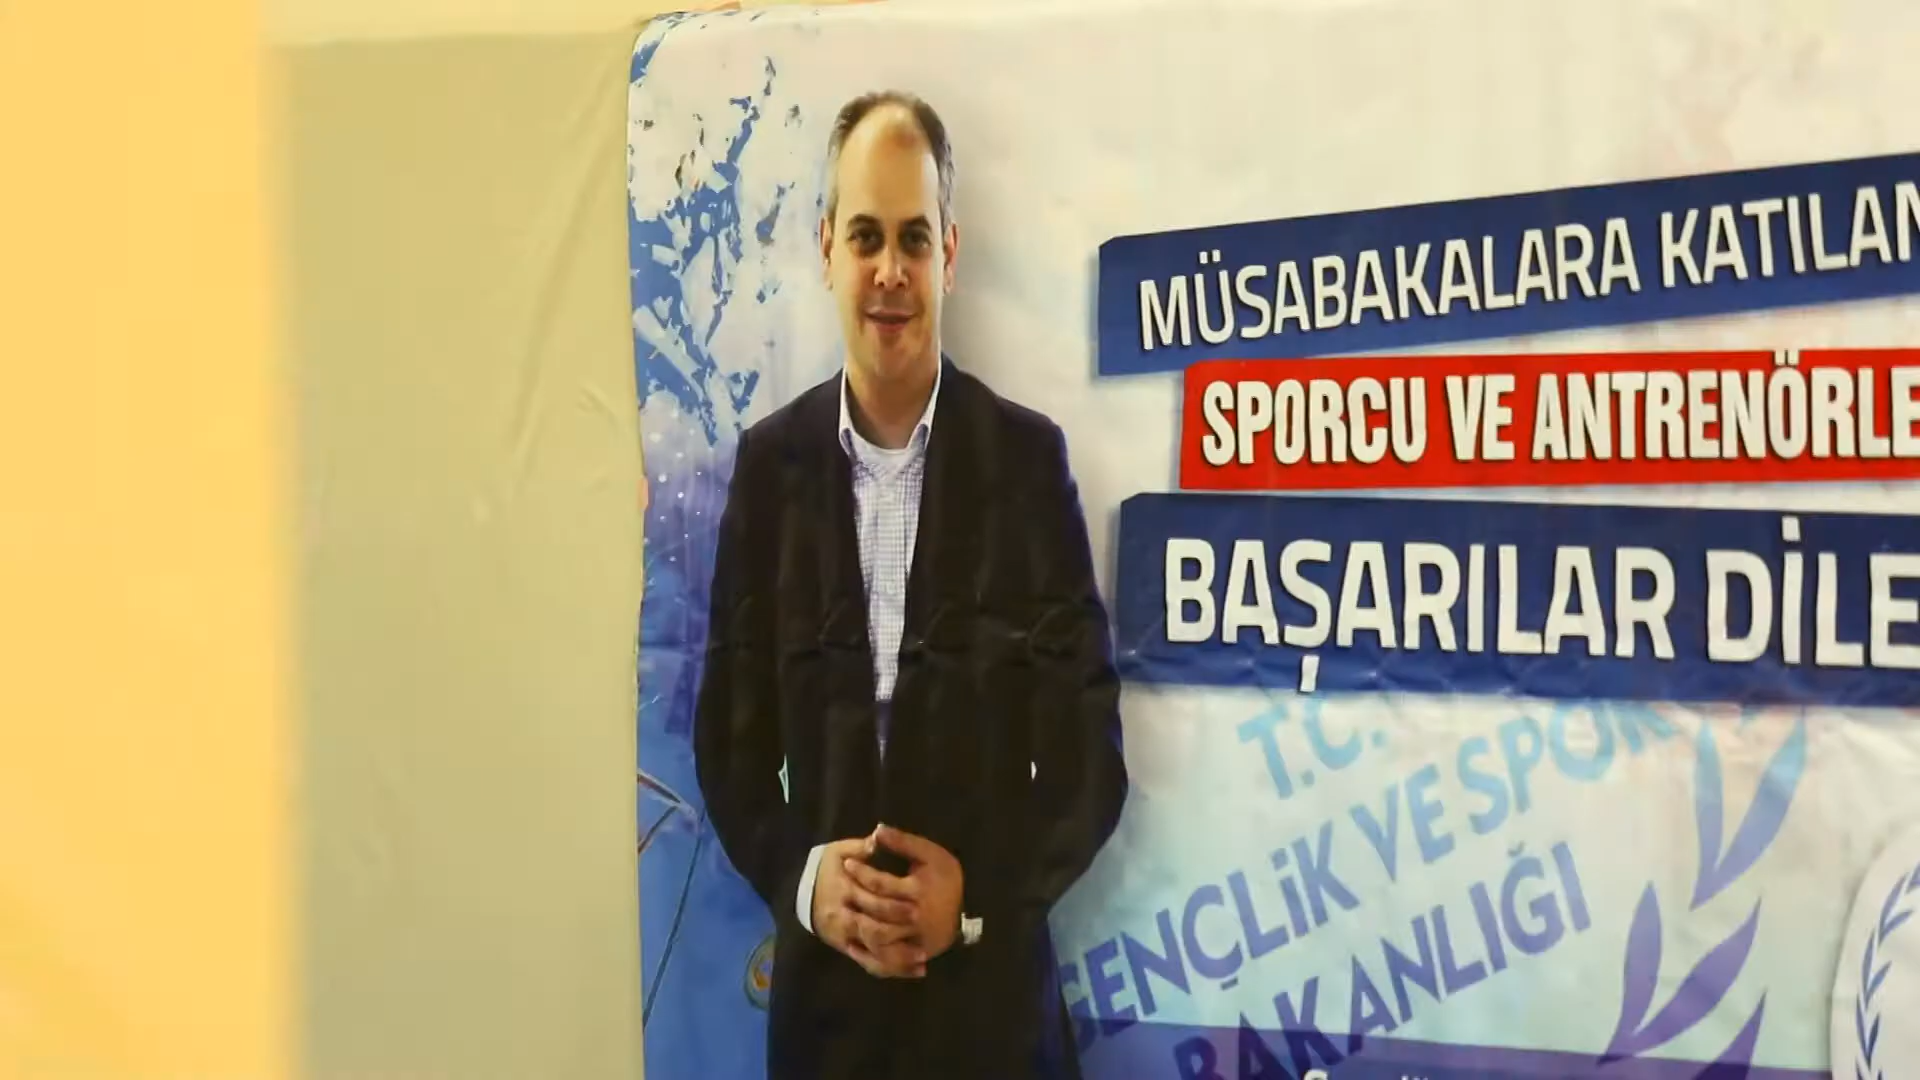 MÜSABAKALARA KATILAN
SPORCU VE ANTRENÖRLE
BAŞARILAR DİLE
T.C.
GENÇLİK VE SPOR
BAKANLIĞI